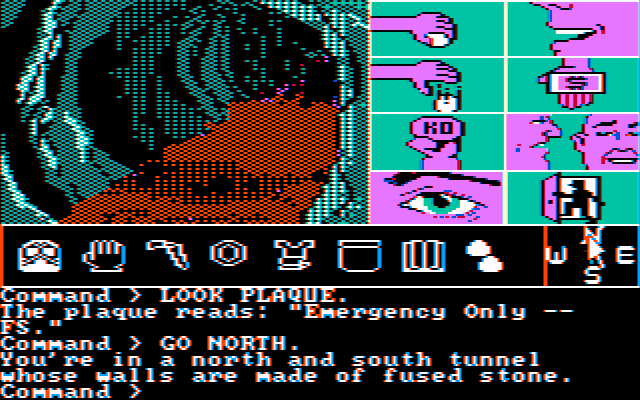 S
KO
N
W E
S
Command > LOOK PLAQUE.
The plaque reads: "Emergency Only --
FS."
Command > GO NORTH.
You're in a north and south tunnel
whose walls are made of fused stone.
Command >